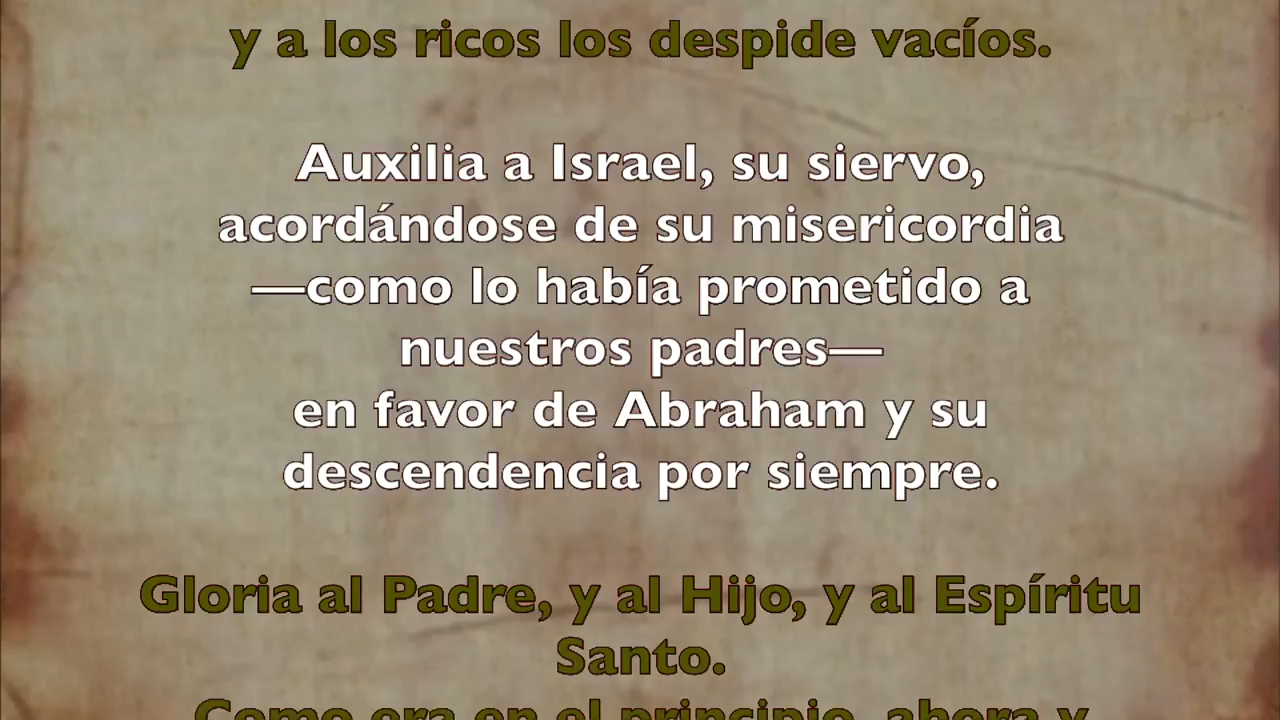 y a los ricos los despide vacíos.
Auxilia a Israel, su siervo,
acordándose de su misericordia
—como lo había prometido a
nuestros padres—
en favor de Abraham y su
descendencia por siempre.
Gloria al Padre, y al Hijo, y al Espíritu
Santo.
Como era en el principio, ahora y